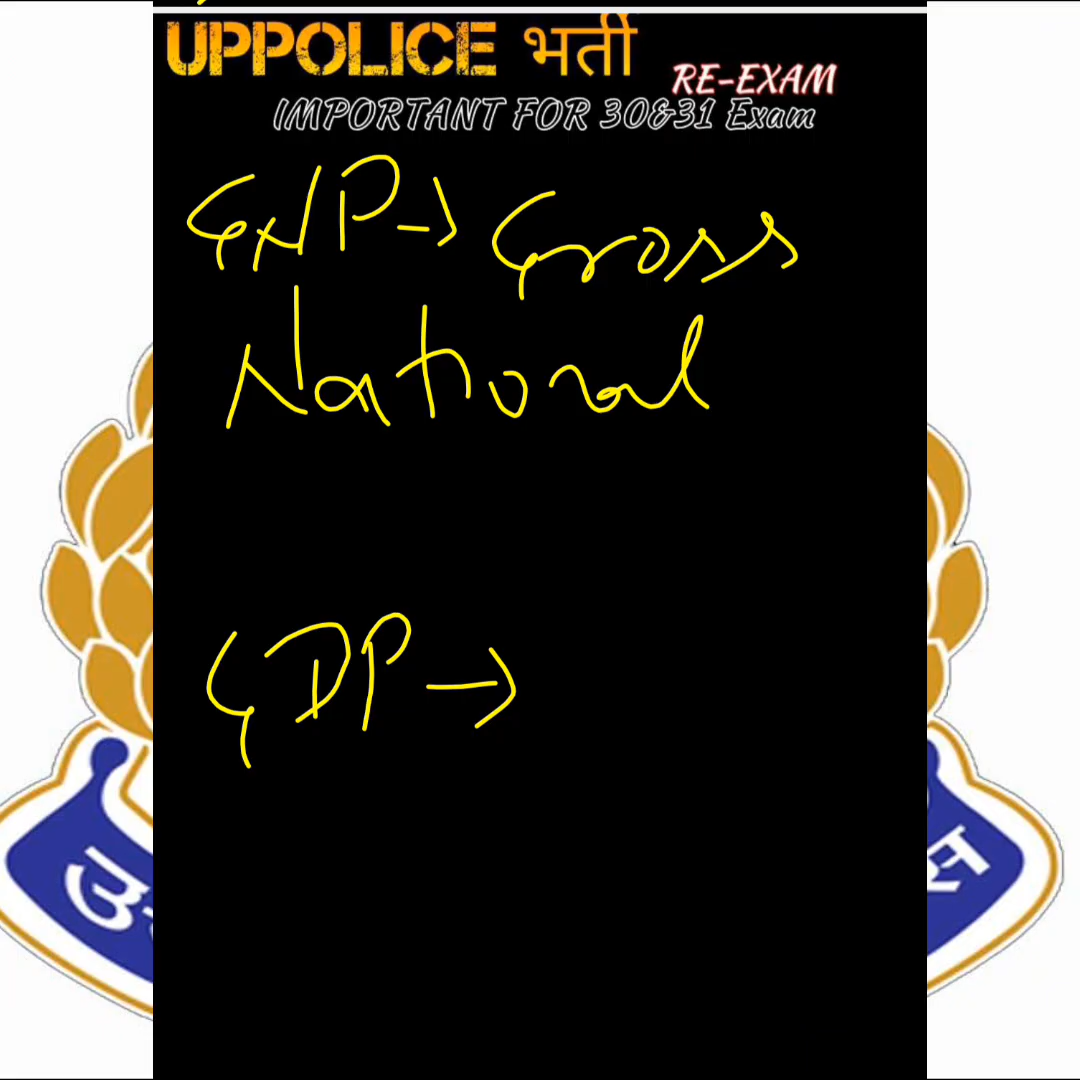 UPPOLICE भर्ती
RE-EXAM
IMPORTANT FOR 30&31 Exam
GNP→ Gross
National
GDP→